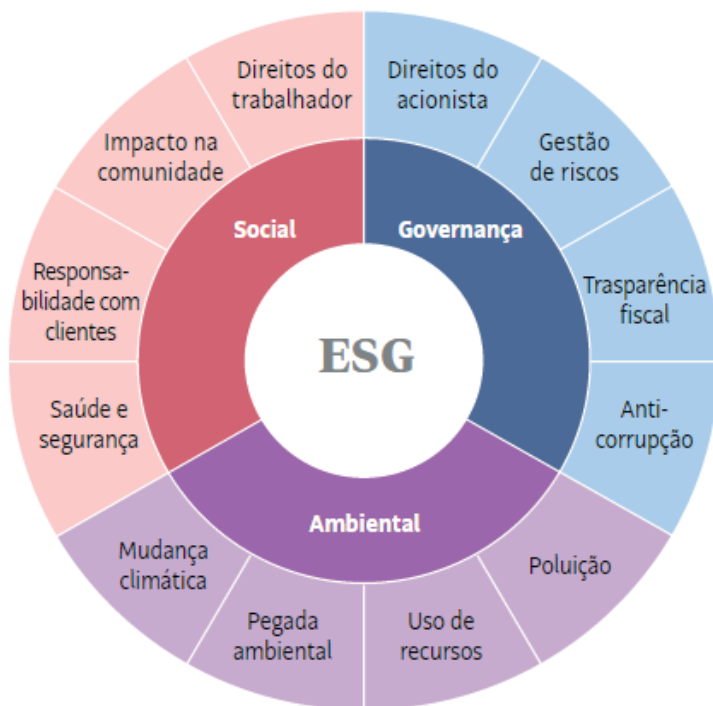 Direitos do
trabalhador
Direitos do
acionista
Impacto na
comunidade
Gestão
de riscos
Social
Governança
Responsa-
bilidade com
clientes
Trasparência
fiscal
ESG
Saúde e
segurança
Anti-
corrupção
Ambiental
Mudança
climática
Poluição
Pegada
ambiental
Uso de
recursos